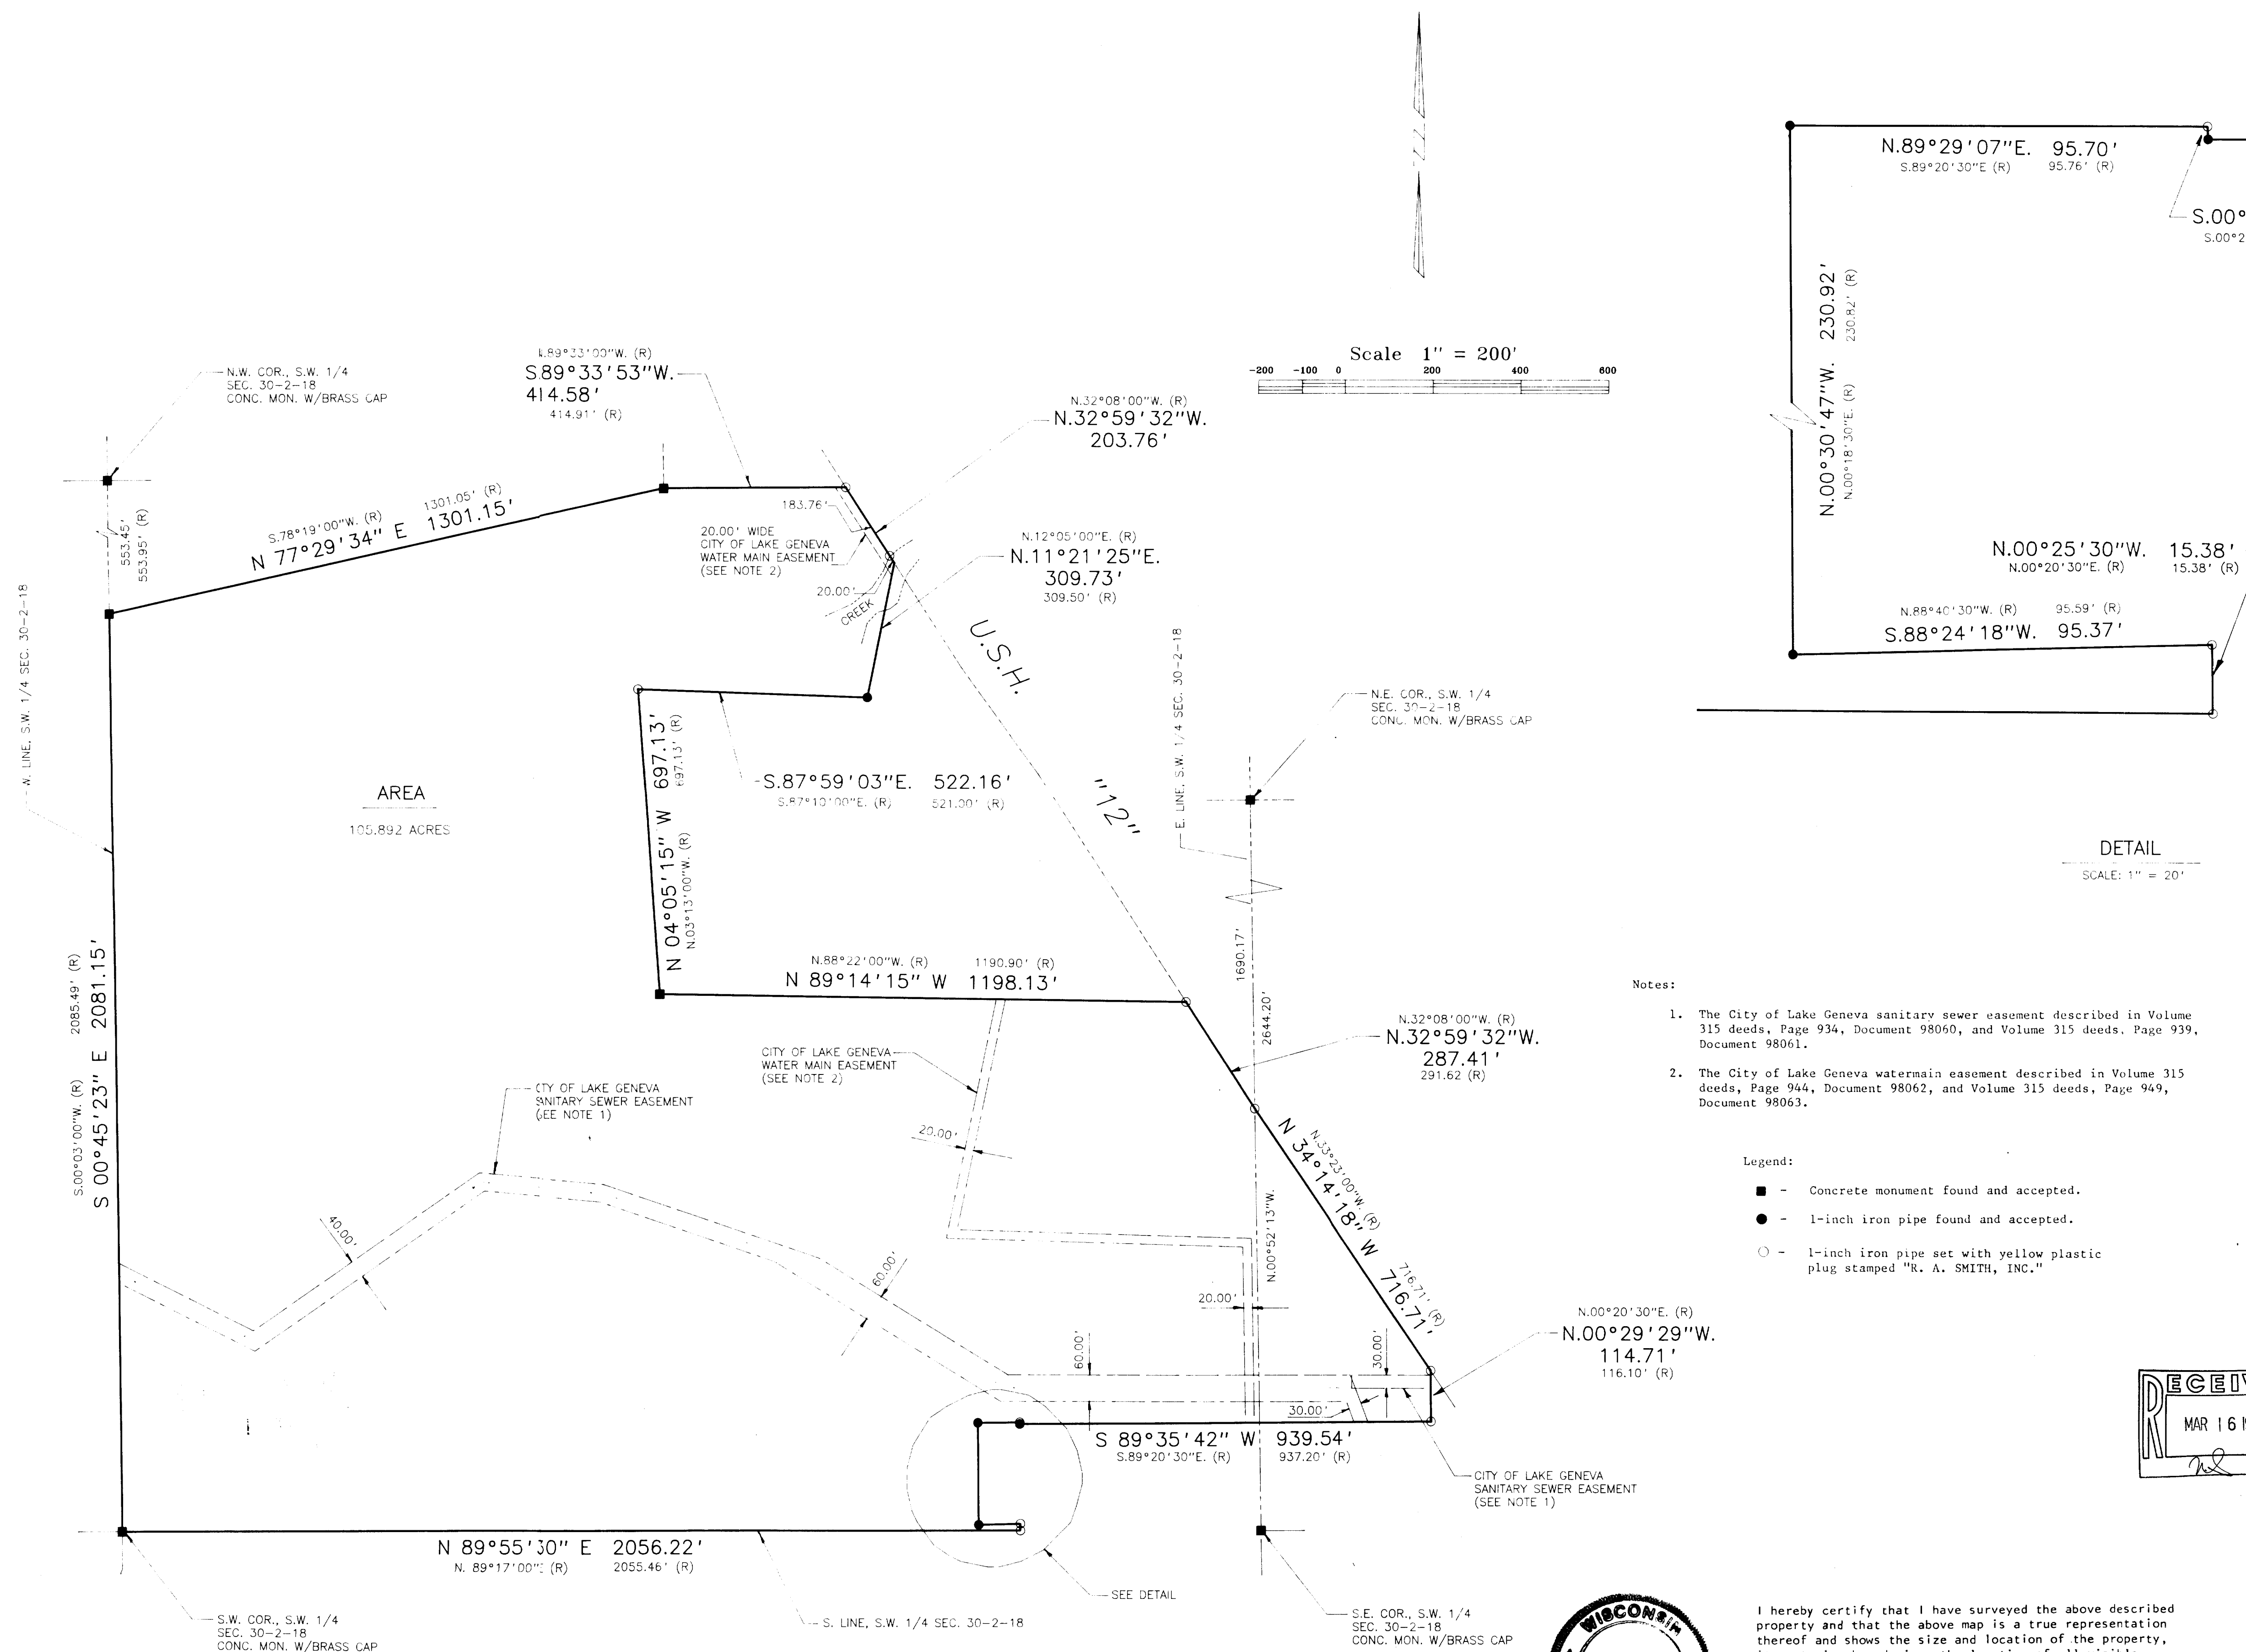 N.89°29'07"E. 95.70'
S.89°20'30"E (R) 95.76' (R)
S.00°
S.00°2
N.00°30'47"W. 230.92'
N.00°18'30"E. (R) 230.82' (R)
N.00°25'30"W. 15.38'
N.00°20'30"E. (R) 15.38' (R)
N.88°40'30"W. (R) 95.59' (R)
S.88°24'18"W. 95.37'
DETAIL
SCALE: 1" = 20'
Scale 1" = 200'
-200 -100 0 200 400 600
N.W. COR., S.W. 1/4
SEC. 30-2-18
CONC. MON. W/BRASS CAP
.89°33'00"W. (R)
S.89°33'53"W.
414.58'
414.91' (R)
N.32°08'00"W. (R)
N.32°59'32"W.
203.76'
183.76'
20.00' WIDE
CITY OF LAKE GENEVA
WATER MAIN EASEMENT
(SEE NOTE 2)
20.00'
CREEK
N.12°05'00"E. (R)
N.11°21'25"E.
309.73'
309.50' (R)
553.45'
553.95' (R)
S.78°19'00"W. (R) 1301.05' (R)
N 77°29'34" E 1301.15'
W. LINE, S.W. 1/4 SEC. 30-2-18
U.S.H.
"12"
E. LINE, S.W. 1/4 SEC. 30-2-18
N.E. COR., S.W. 1/4
SEC. 30-2-18
CONC. MON. W/BRASS CAP
AREA
105.892 ACRES
N 04°05'15" W 697.13'
N.03°13'00"W. (R) 697.13' (R)
S.87°59'03"E. 522.16'
S.87°10'00"E. (R) 521.00' (R)
N.88°22'00"W. (R) 1190.90' (R)
N 89°14'15" W 1198.13'
1690.17'
2644.20'
N.00°52'13"W.
S.00°03'00"W. (R) 2085.49' (R)
S 00°45'23" E 2081.15'
CITY OF LAKE GENEVA
WATER MAIN EASEMENT
(SEE NOTE 2)
20.00'
TY OF LAKE GENEVA
NITARY SEWER EASEMENT
EE NOTE 1)
40.00'
60.00'
N.32°08'00"W. (R)
N.32°59'32"W.
287.41'
291.62 (R)
N.33°23'00"W. (R) 716.71' (R)
N 34°14'18" W 716.71'
20.00'
60.00'
30.00'
30.00'
N.00°20'30"E. (R)
N.00°29'29"W.
114.71'
116.10' (R)
S 89°35'42" W 939.54'
S.89°20'30"E. (R) 937.20' (R)
CITY OF LAKE GENEVA
SANITARY SEWER EASEMENT
(SEE NOTE 1)
N 89°55'30" E 2056.22'
N. 89°17'00" (R) 2055.46' (R)
SEE DETAIL
S.W. COR., S.W. 1/4
SEC. 30-2-18
CONC. MON. W/BRASS CAP
S. LINE, S.W. 1/4 SEC. 30-2-18
S.E. COR., S.W. 1/4
SEC. 30-2-18
CONC. MON. W/BRASS CAP
Notes:
1. The City of Lake Geneva sanitary sewer easement described in Volume
315 deeds, Page 934, Document 98060, and Volume 315 deeds, Page 939,
Document 98061.
2. The City of Lake Geneva watermain easement described in Volume 315
deeds, Page 944, Document 98062, and Volume 315 deeds, Page 949,
Document 98063.
Legend:
- Concrete monument found and accepted.
- 1-inch iron pipe found and accepted.
- 1-inch iron pipe set with yellow plastic
plug stamped "R. A. SMITH, INC."
RECEIV
MAR 16 1
WISCONSIN
I hereby certify that I have surveyed the above described
property and that the above map is a true representation
thereof and shows the size and location of the property,